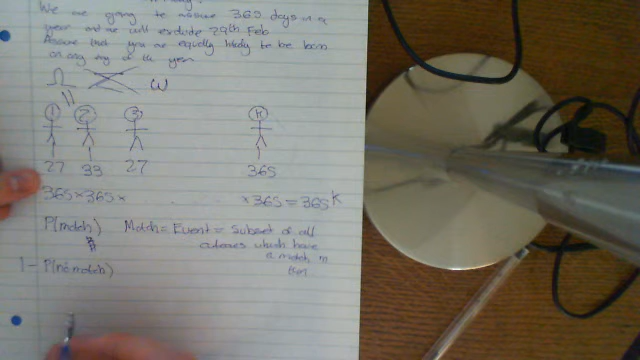 We are going to assume 365 days in a
year and we will exclude 29th Feb
Assume that you are equally likely to be born
on any day of the year
Ω ω
1 2 3 K
27 33 27 365
365×365× ×365=365^K
P(match) Match = Event = Subset of all
outcomes which have
a match in
them
1 - P(no match)